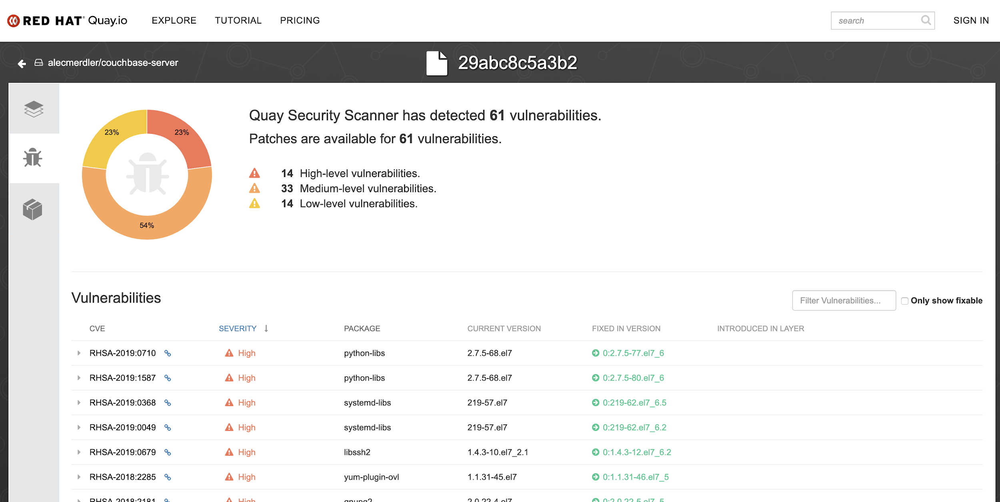 RED HAT® Quay.io EXPLORE TUTORIAL PRICING search SIGN IN
alecmerdler/couchbase-server 29abc8c5a3b2
Quay Security Scanner has detected 61 vulnerabilities.
Patches are available for 61 vulnerabilities.
23% 23%
54%
14 High-level vulnerabilities.
33 Medium-level vulnerabilities.
14 Low-level vulnerabilities.
Vulnerabilities Filter Vulnerabilities... Only show fixable
CVE SEVERITY ↓ PACKAGE CURRENT VERSION FIXED IN VERSION INTRODUCED IN LAYER
RHSA-2019:0710 High python-libs 2.7.5-68.el7 0:2.7.5-77.el7_6
RHSA-2019:1587 High python-libs 2.7.5-68.el7 0:2.7.5-80.el7_6
RHSA-2019:0368 High systemd-libs 219-57.el7 0:219-62.el7_6.5
RHSA-2019:0049 High systemd-libs 219-57.el7 0:219-62.el7_6.2
RHSA-2019:0679 High libssh2 1.4.3-10.el7_2.1 0:1.4.3-12.el7_6.2
RHSA-2018:2285 High yum-plugin-ovl 1.1.31-45.el7 0:1.1.31-46.el7_5
RHSA-2018:2181 High gnupg2 2.0.22-4.el7 0:2.0.22-5.el7_5